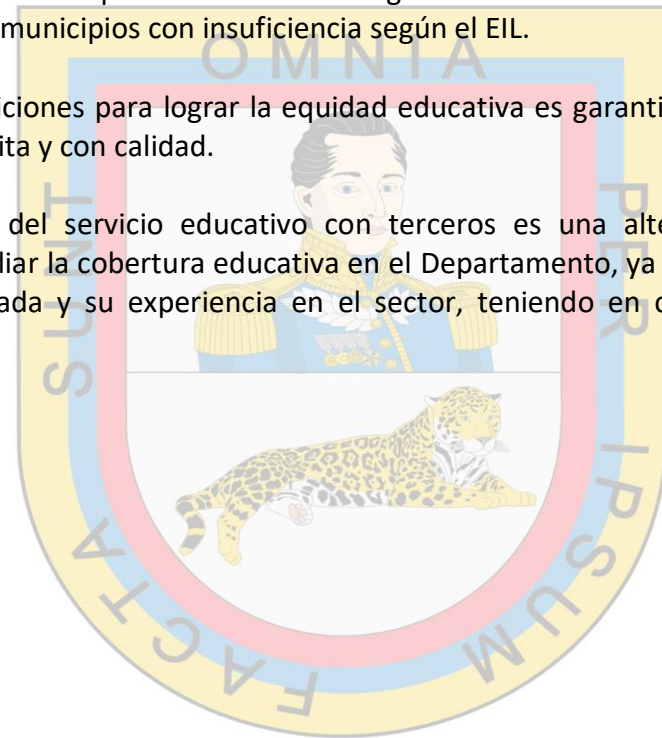 municipios con insuficiencia según el EIL.
OMNIA
iciones para lograr la equidad educativa es garanti
ita y con calidad.
SUNT
PER
del servicio educativo con terceros es una alte
liar la cobertura educativa en el Departamento, ya
ada y su experiencia en el sector, teniendo en c
IPSUM
FACTA